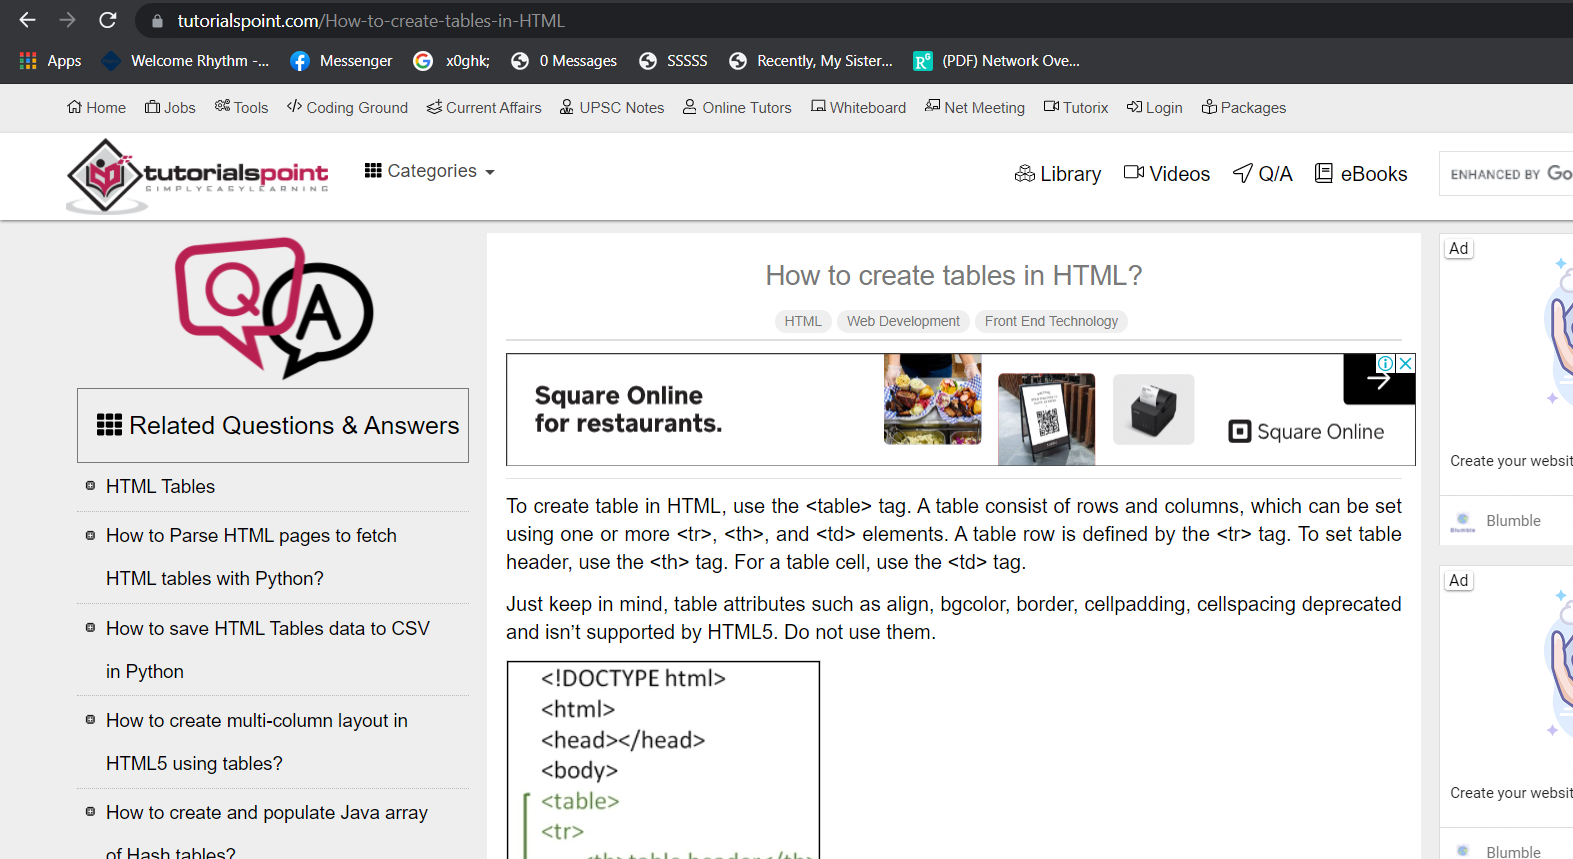 tutorialspoint.com/How-to-create-tables-in-HTML
Apps Welcome Rhythm -... Messenger x0ghk; 0 Messages SSSSS Recently, My Sister... (PDF) Network Ove...
Home Jobs Tools Coding Ground Current Affairs UPSC Notes Online Tutors Whiteboard Net Meeting Tutorix Login Packages
tutorialspoint
SIMPLYEASYLEARNING
Categories
Library Videos Q/A eBooks
ENHANCED BY Go
Q A
Related Questions & Answers
HTML Tables
How to Parse HTML pages to fetch
HTML tables with Python?
How to save HTML Tables data to CSV
in Python
How to create multi-column layout in
HTML5 using tables?
How to create and populate Java array
of Hash tables?
How to create tables in HTML?
HTML Web Development Front End Technology
Square Online
for restaurants.
Square Online
To create table in HTML, use the <table> tag. A table consist of rows and columns, which can be set
using one or more <tr>, <th>, and <td> elements. A table row is defined by the <tr> tag. To set table
header, use the <th> tag. For a table cell, use the <td> tag.
Just keep in mind, table attributes such as align, bgcolor, border, cellpadding, cellspacing deprecated
and isn’t supported by HTML5. Do not use them.
<!DOCTYPE html>
<html>
<head></head>
<body>
<table>
<tr>
<th>table header</th>
Ad
Create your websit
Blumble
Ad
Create your websit
Blumble